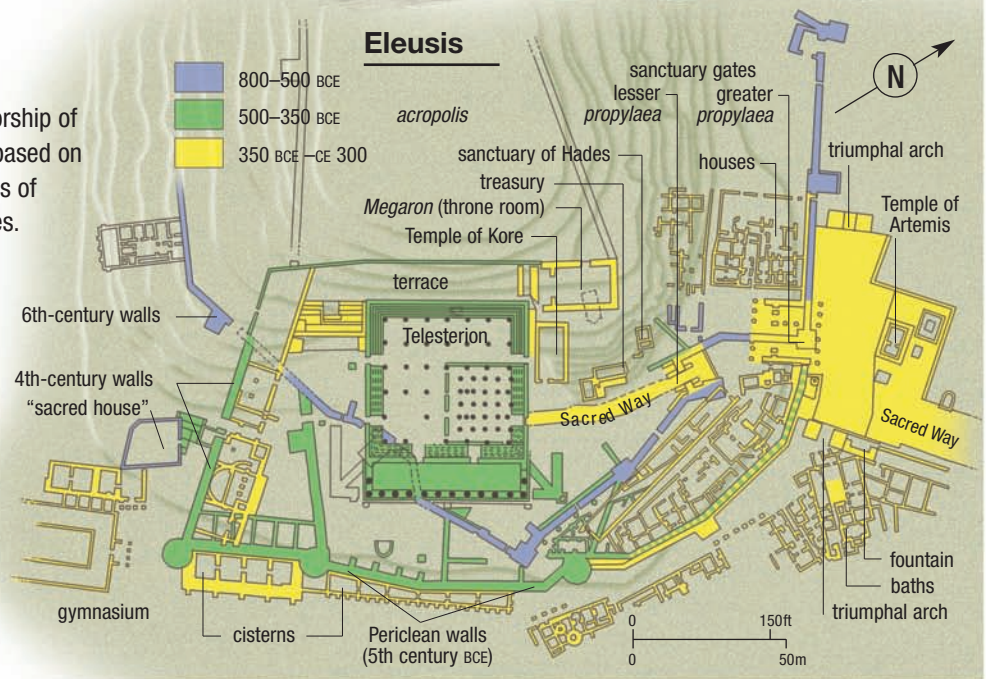 Eleusis
800–500 BCE
500–350 BCE
350 BCE –CE 300
orship of
based on
s of
es.
acropolis
N
sanctuary gates
lesser
propylaea
greater
propylaea
sanctuary of Hades
treasury
Megaron (throne room)
Temple of Kore
houses
triumphal arch
Temple of
Artemis
terrace
Telesterion
6th-century walls
4th-century walls
"sacred house"
Sacred Way
Sacred Way
gymnasium
cisterns
Periclean walls
(5th century BCE)
fountain
baths
triumphal arch
0
150ft
0
50m